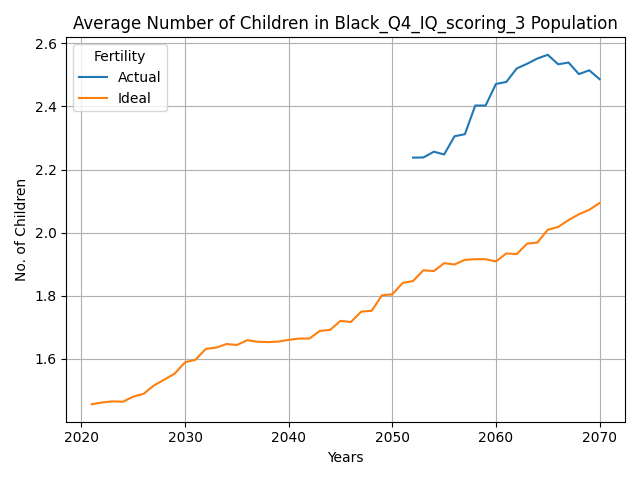 Average Number of Children in Black_Q4_IQ_scoring_3 Population
Fertility
Actual
Ideal
No. of Children
2.6
2.4
2.2
2.0
1.8
1.6
2020 2030 2040 2050 2060 2070
Years